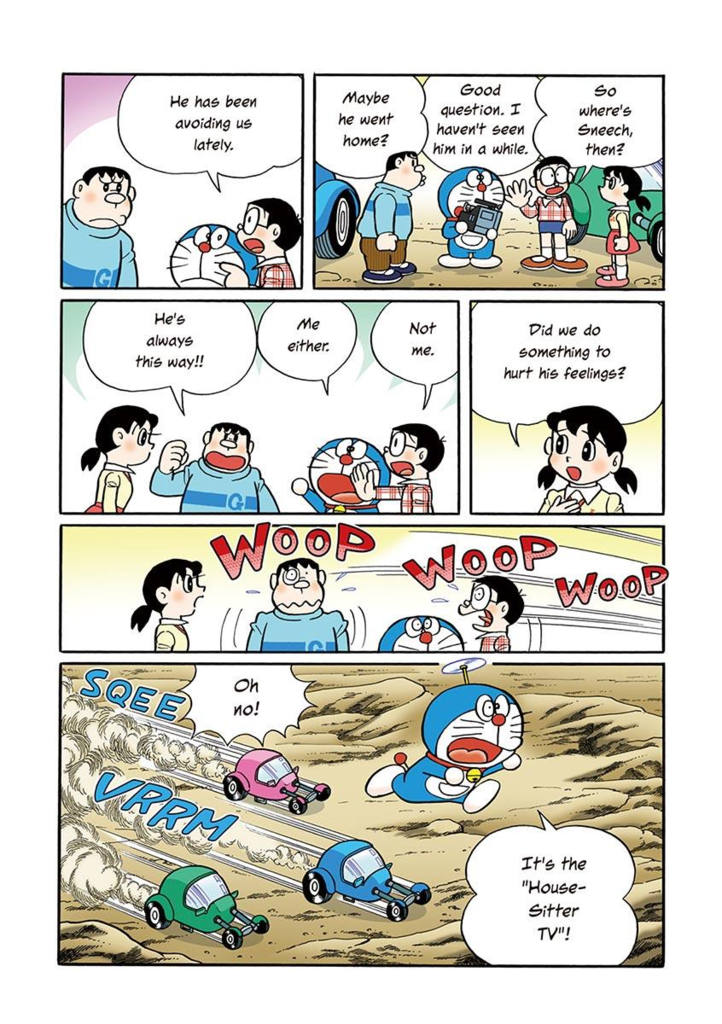 So
where's
Sneech,
then?
Good
question. I
haven't seen
him in a while.
Maybe
he went
home?
He has been
avoiding us
lately.
G
Did we do
something to
hurt his feelings?
Not
me.
Me
either.
He's
always
this way!!
G
WOOP
WOOP
WOOP
G
Oh
no!
SQEE
VRRM
It's the
"House-
Sitter
TV"!